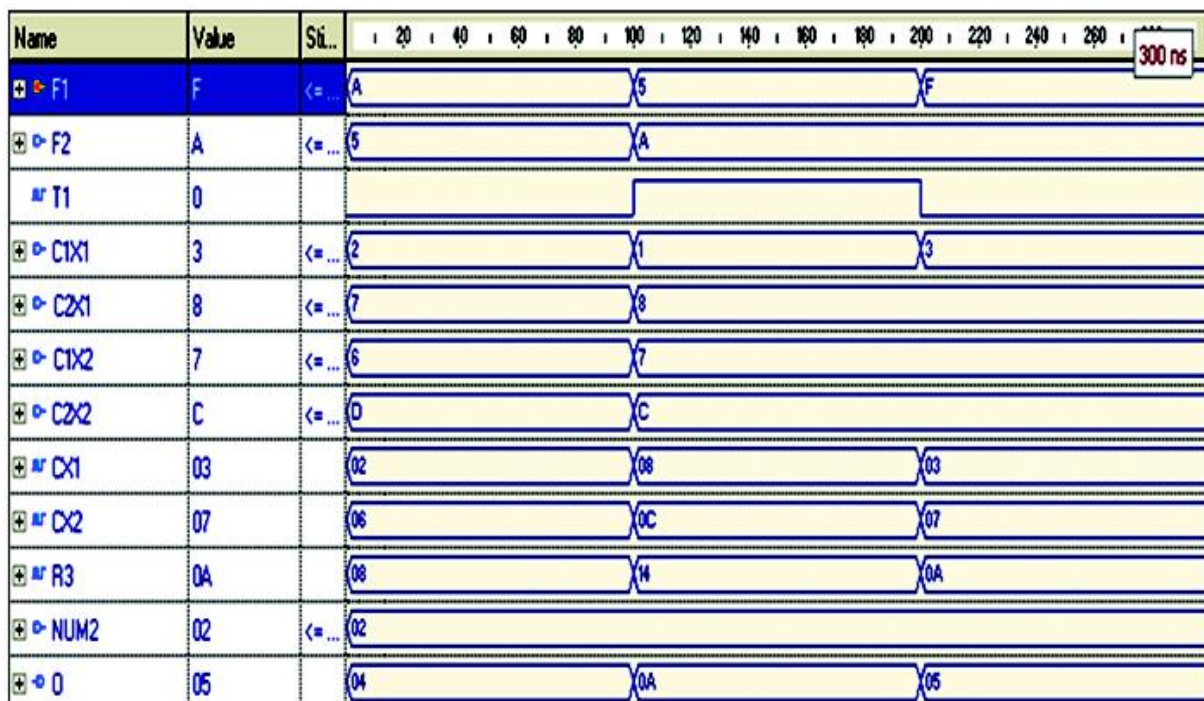 Name Value Sti... 20 40 60 80 100 120 140 160 180 200 220 240 260
300 ns
F1 F <= ... A 5 F
F2 A <= ... 5 A
T1 0
C1X1 3 <= ... 2 1 3
C2X1 8 <= ... 7 8
C1X2 7 <= ... 6 7
C2X2 C <= ... D C
CX1 03 02 08 03
CX2 07 06 0C 07
R3 0A 08 14 0A
NUM2 02 <= ... 02
O 05 04 0A 05